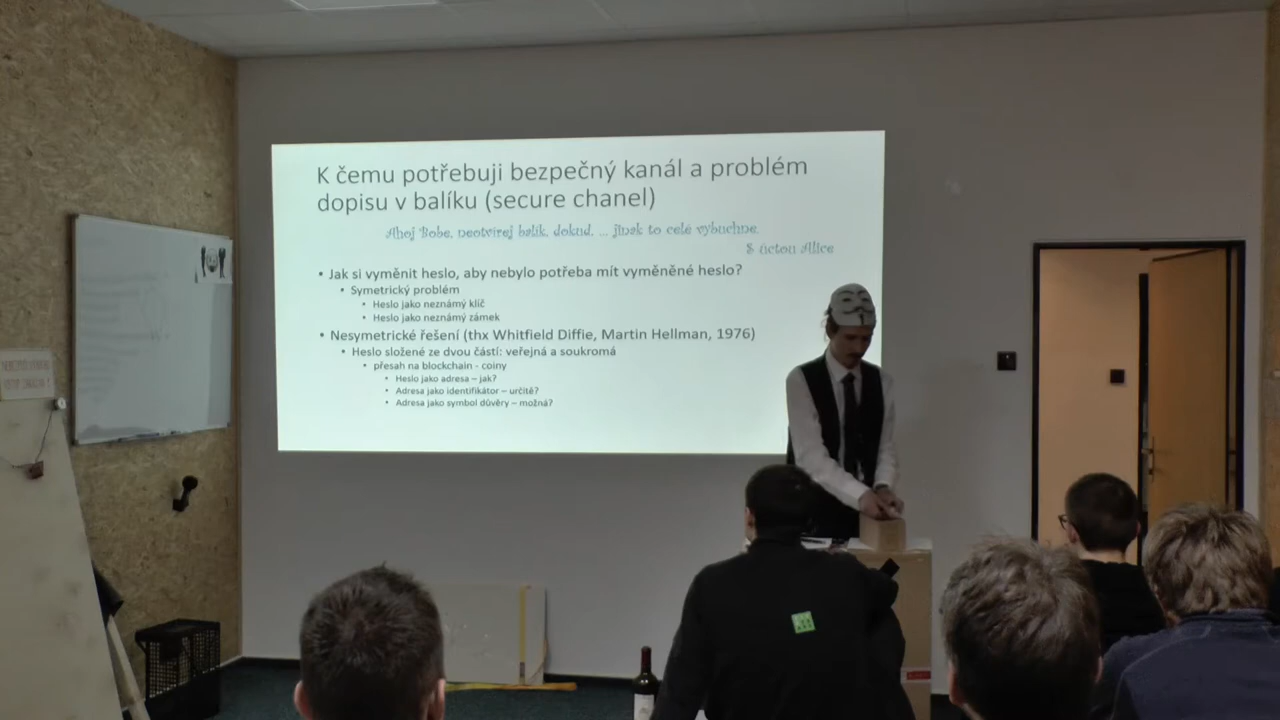 K čemu potřebuji bezpečný kanál a problém
dopisu v balíku (secure chanel)
Ahoj Bobe, neotvírej balík, dokud, ... jinak to celé vybuchne.
S úctou Alice
• Jak si vyměnit heslo, aby nebylo potřeba mít vyměněné heslo?
• Symetrický problém
• Heslo jako neznámý klíč
• Heslo jako neznámý zámek
• Nesymetrické řešení (thx Whitfield Diffie, Martin Hellman, 1976)
• Heslo složené ze dvou částí: veřejná a soukromá
• přesah na blockchain - coiny
• Heslo jako adresa – jak?
• Adresa jako identifikátor – určitě?
• Adresa jako symbol důvěry – možná?